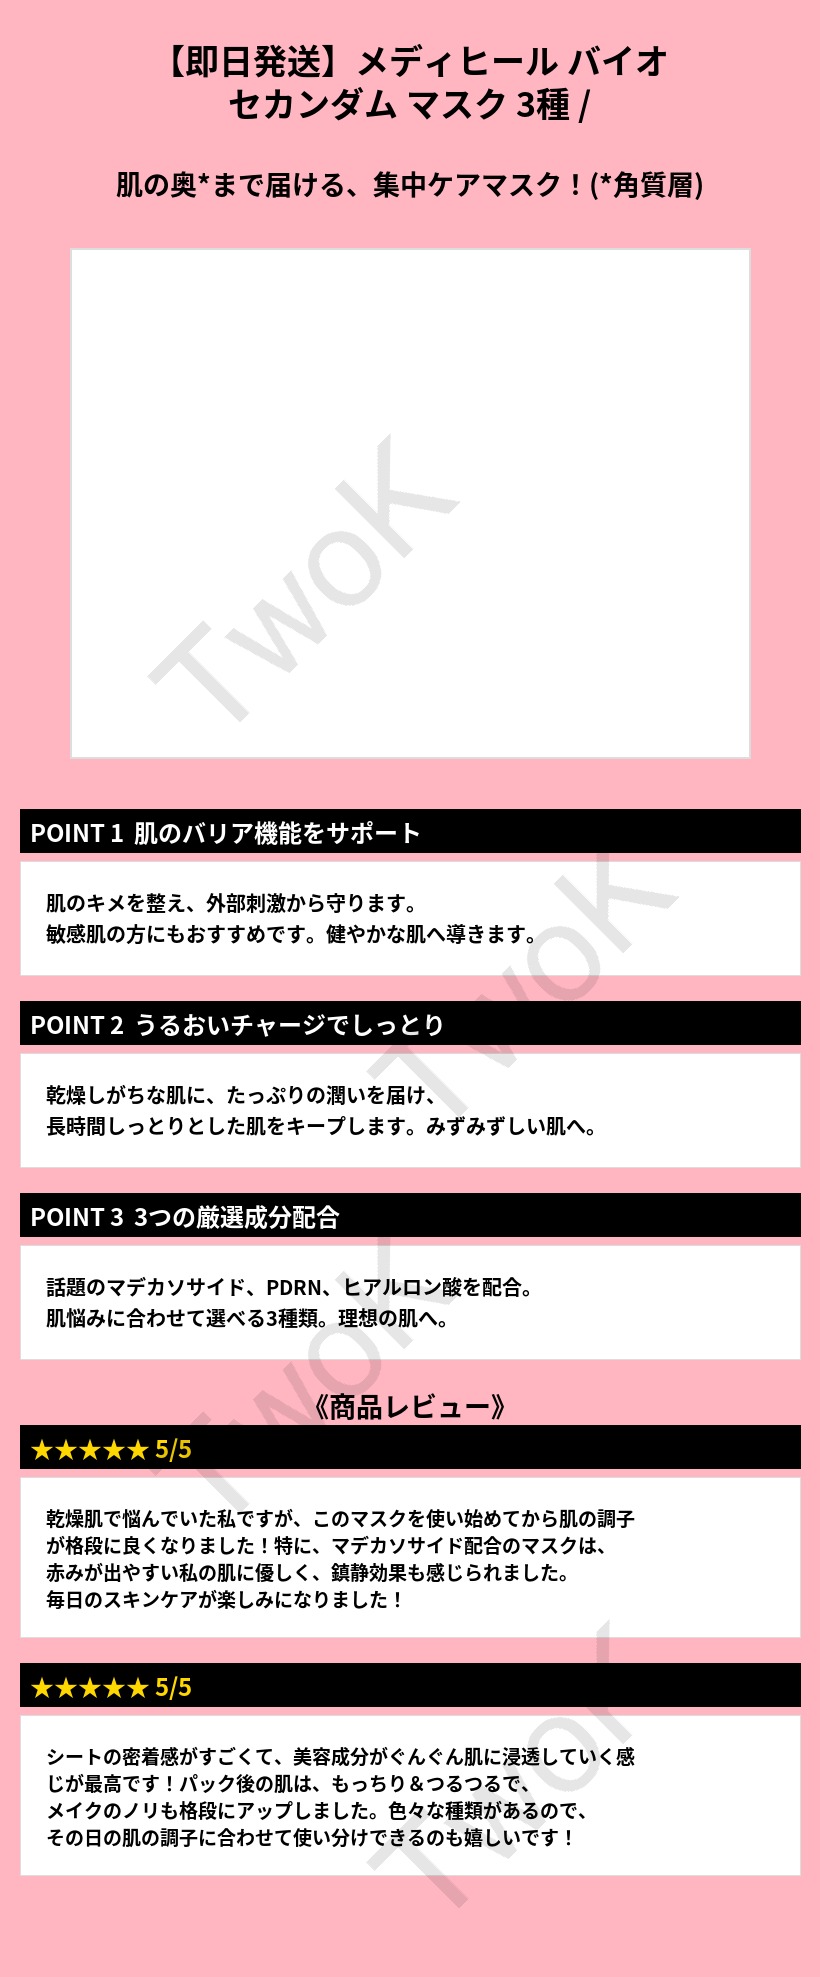 【即日発送】メディヒール バイオ
セカンダム マスク 3種 /
肌の奥*まで届ける、集中ケアマスク！(*角質層)
TwoK
POINT 1 肌のバリア機能をサポート
肌のキメを整え、外部刺激から守ります。
敏感肌の方にもおすすめです。健やかな肌へ導きます。
TwoK
POINT 2 うるおいチャージでしっとり
乾燥しがちな肌に、たっぷりの潤いを届け、
長時間しっとりとした肌をキープします。みずみずしい肌へ。
POINT 3 3つの厳選成分配合
話題のマデカソサイド、PDRN、ヒアルロン酸を配合。
肌悩みに合わせて選べる3種類。理想の肌へ。
TwoK
《商品レビュー》
★★★★★ 5/5
乾燥肌で悩んでいた私ですが、このマスクを使い始めてから肌の調子
が格段に良くなりました！特に、マデカソサイド配合のマスクは、
赤みが出やすい私の肌に優しく、鎮静効果も感じられました。
毎日のスキンケアが楽しみになりました！
★★★★★ 5/5
シートの密着感がすごくて、美容成分がぐんぐん肌に浸透していく感
じが最高です！パック後の肌は、もっちり＆つるつるで、
メイクのノリも格段にアップしました。色々な種類があるので、
その日の肌の調子に合わせて使い分けできるのも嬉しいです！
TwoK